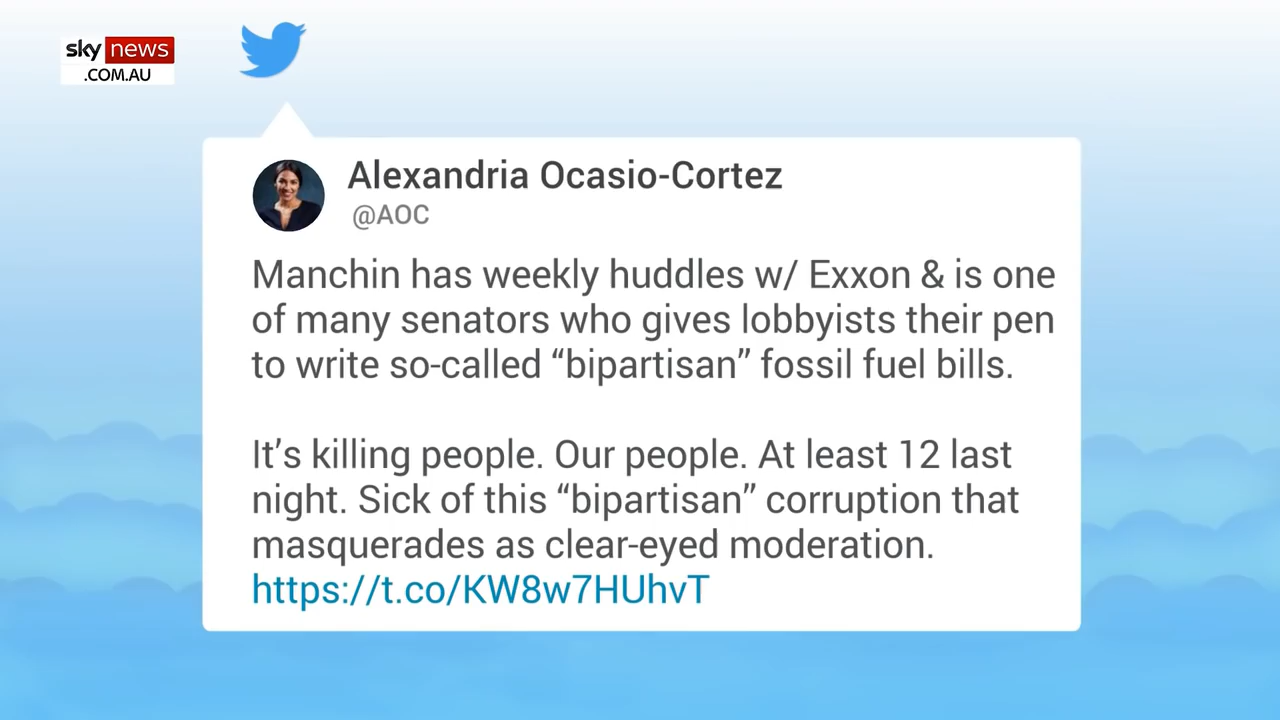 sky news
.COM.AU
Alexandria Ocasio-Cortez
@AOC
Manchin has weekly huddles w/ Exxon & is one
of many senators who gives lobbyists their pen
to write so-called “bipartisan” fossil fuel bills.
It’s killing people. Our people. At least 12 last
night. Sick of this “bipartisan” corruption that
masquerades as clear-eyed moderation.
https://t.co/KW8w7HUhvT